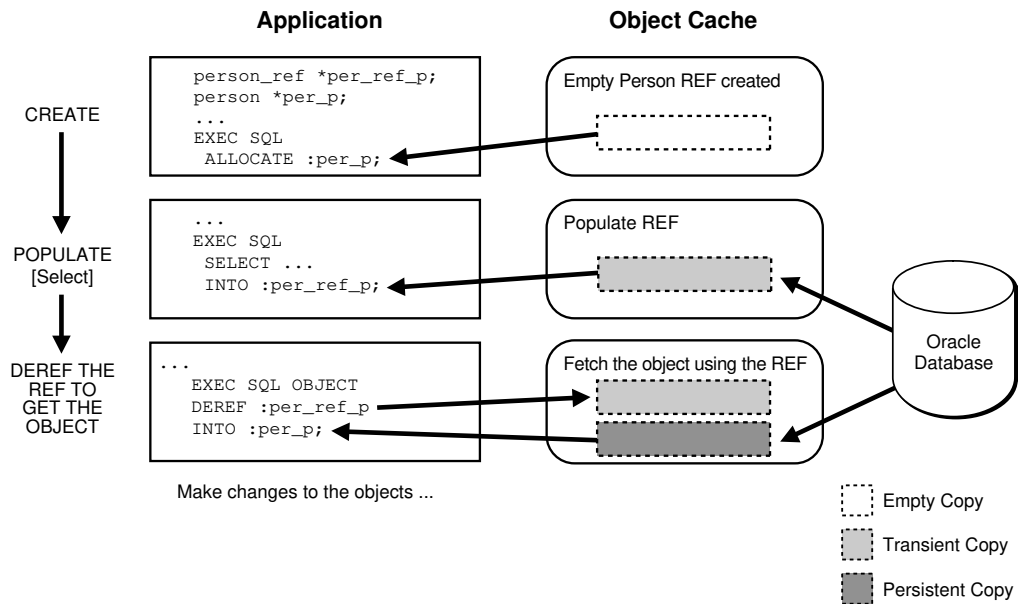 Application
Object Cache
CREATE
person_ref *per_ref_p;
person *per_p;
...
EXEC SQL
ALLOCATE :per_p;
Empty Person REF created
POPULATE
[Select]
...
EXEC SQL
SELECT ...
INTO :per_ref_p;
Populate REF
Oracle
Database
DEREF THE
REF TO
GET THE
OBJECT
...
EXEC SQL OBJECT
DEREF :per_ref_p
INTO :per_p;
Fetch the object using the REF
Make changes to the objects ...
Empty Copy
Transient Copy
Persistent Copy